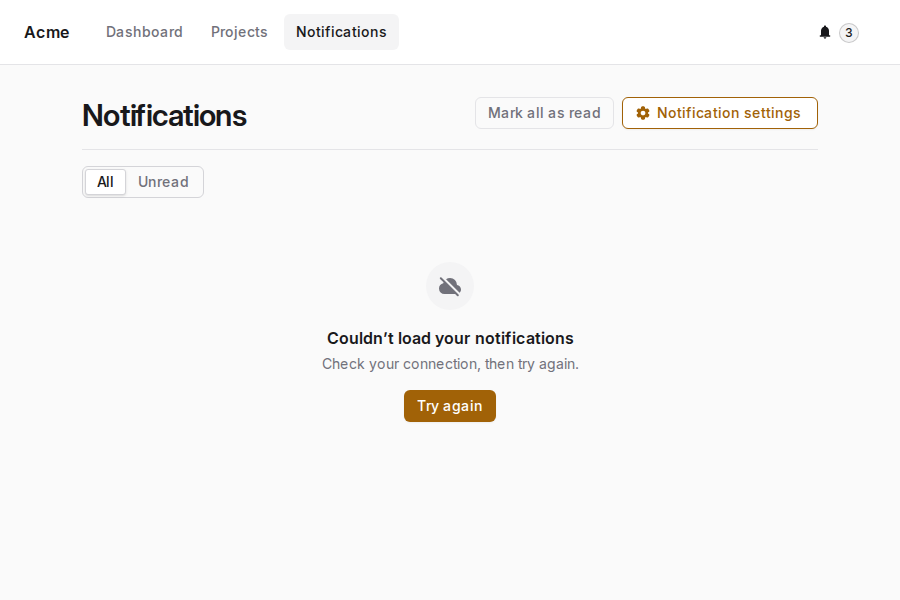 Acme Dashboard Projects Notifications 3
Notifications Mark all as read Notification settings
All Unread
Couldn’t load your notifications
Check your connection, then try again.
Try again